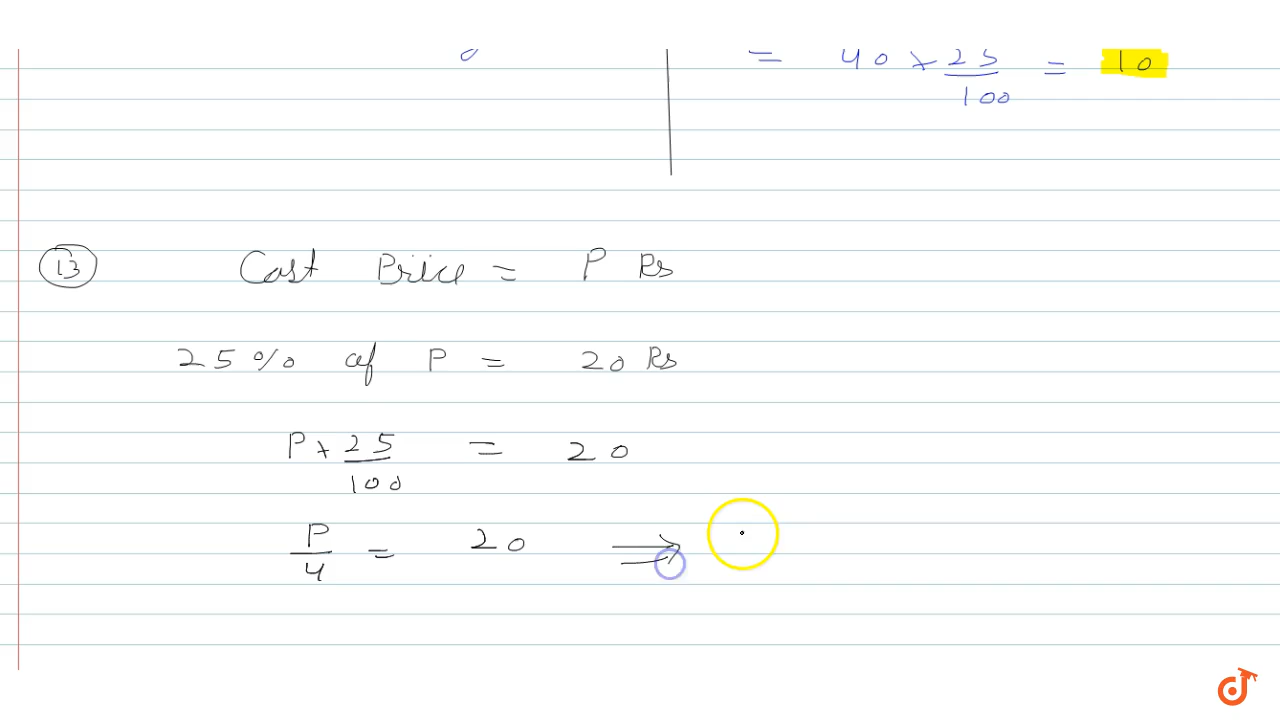 = 40 × 25/100 = 10
13 Cost Price = P Rs
25% of P = 20 Rs
P × 25/100 = 20
P/4 = 20 ⇒